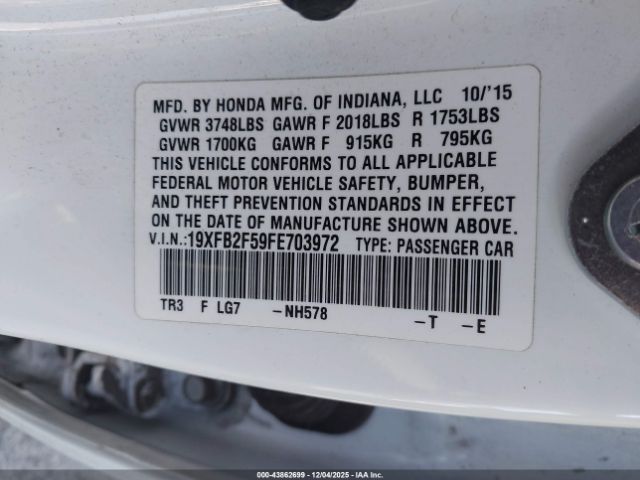 MFD. BY HONDA MFG. OF INDIANA, LLC 10/'15
GVWR 3748LBS GAWR F 2018LBS R 1753LBS
GVWR 1700KG GAWR F 915KG R 795KG
THIS VEHICLE CONFORMS TO ALL APPLICABLE
FEDERAL MOTOR VEHICLE SAFETY, BUMPER,
AND THEFT PREVENTION STANDARDS IN EFFECT
ON THE DATE OF MANUFACTURE SHOWN ABOVE.
V.I.N.:19XFB2F59FE703972 TYPE: PASSENGER CAR
TR3 F LG7 -NH578 -T -E
IAA 000-43862699 | 12/04/2025 | IAAI.COM